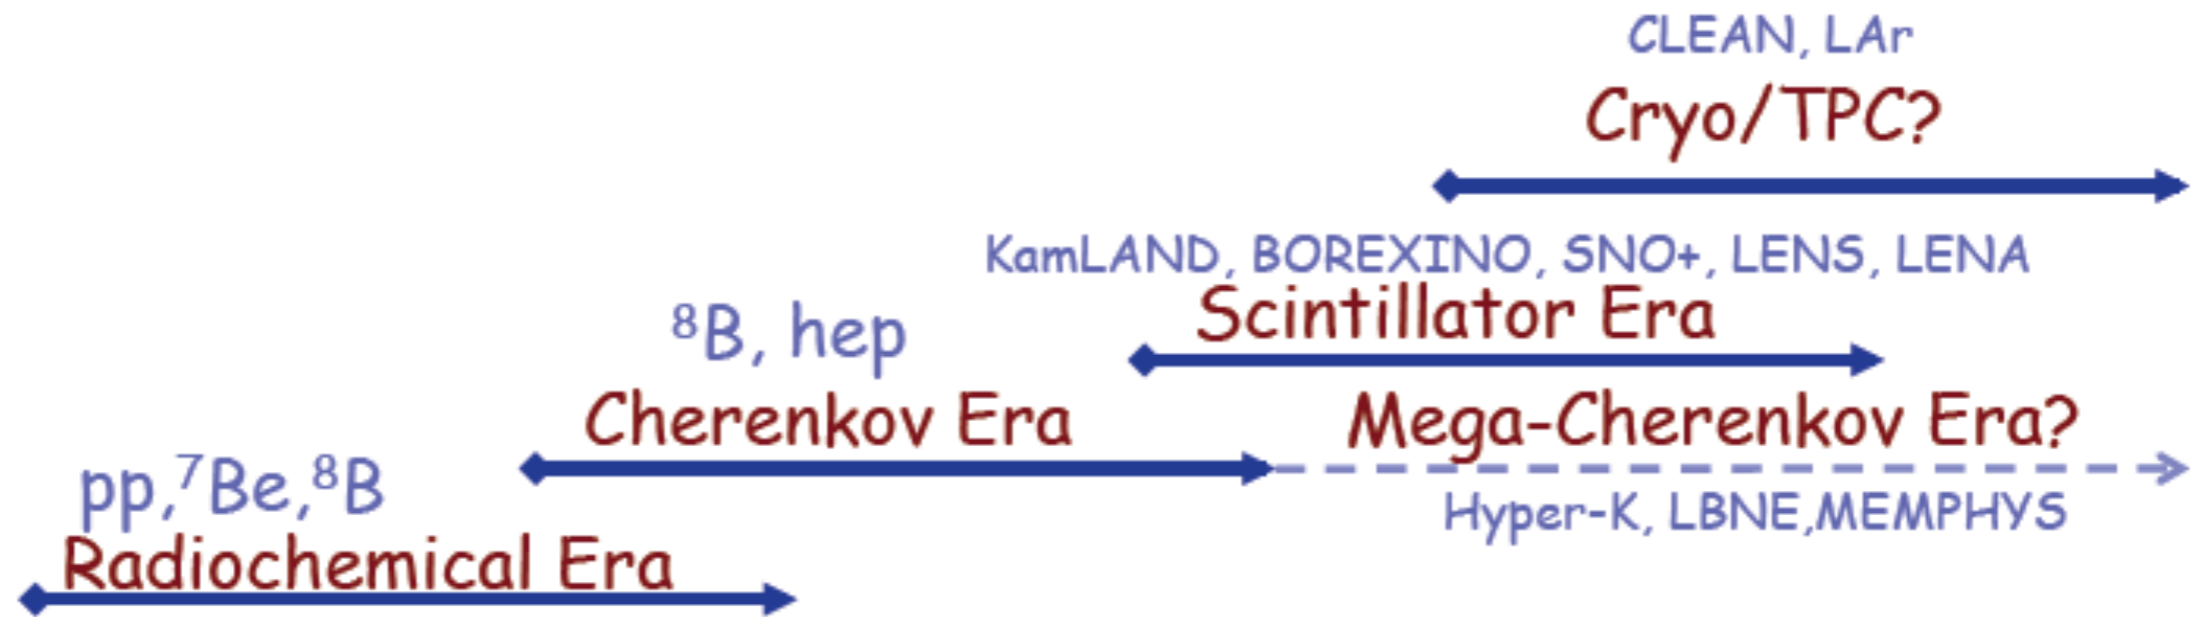 CLEAN, LAr
Cryo/TPC?
KamLAND, BOREXINO, SNO+, LENS, LENA
Scintillator Era
⁸B, hep
Cherenkov Era
Mega-Cherenkov Era?
Hyper-K, LBNE,MEMPHYS
pp,⁷Be,⁸B
Radiochemical Era